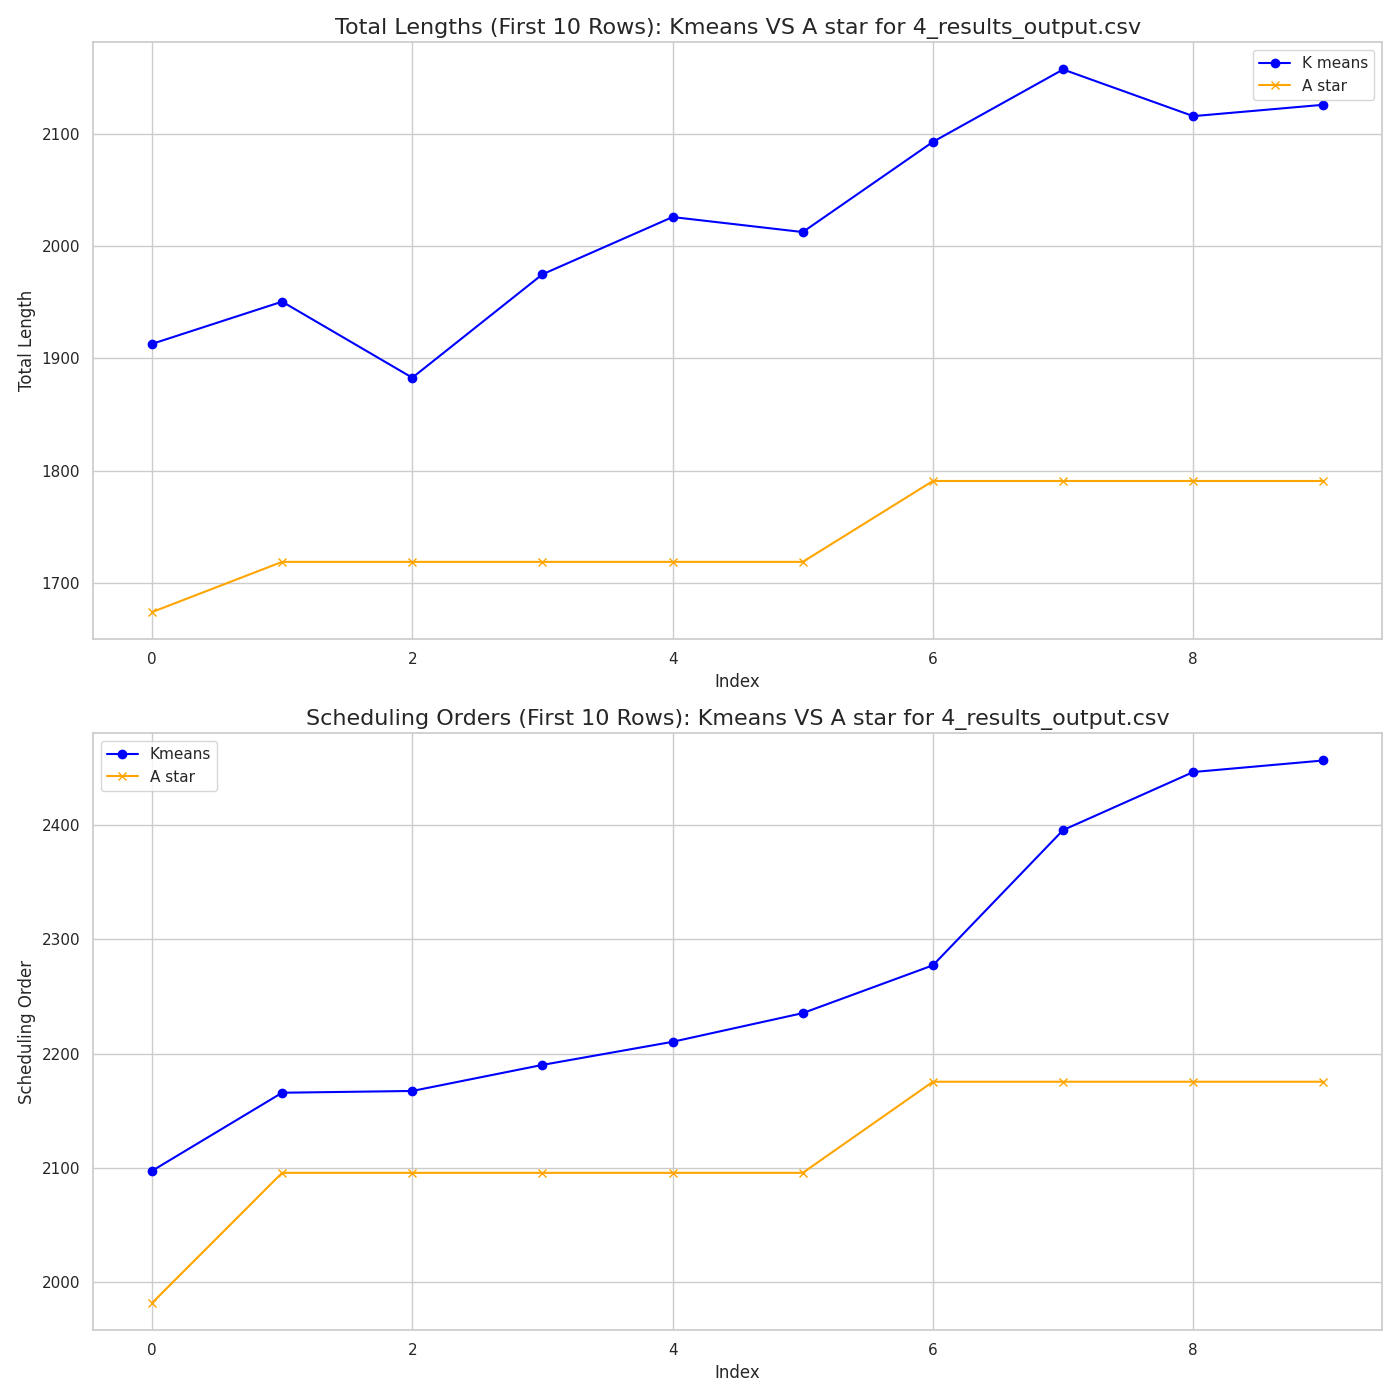 Total Lengths (First 10 Rows): Kmeans VS A star for 4_results_output.csv
K means
A star
2100
2000
1900
1800
1700
Total Length
0 2 4 6 8
Index
Scheduling Orders (First 10 Rows): Kmeans VS A star for 4_results_output.csv
Kmeans
A star
2400
2300
2200
2100
2000
Scheduling Order
0 2 4 6 8
Index